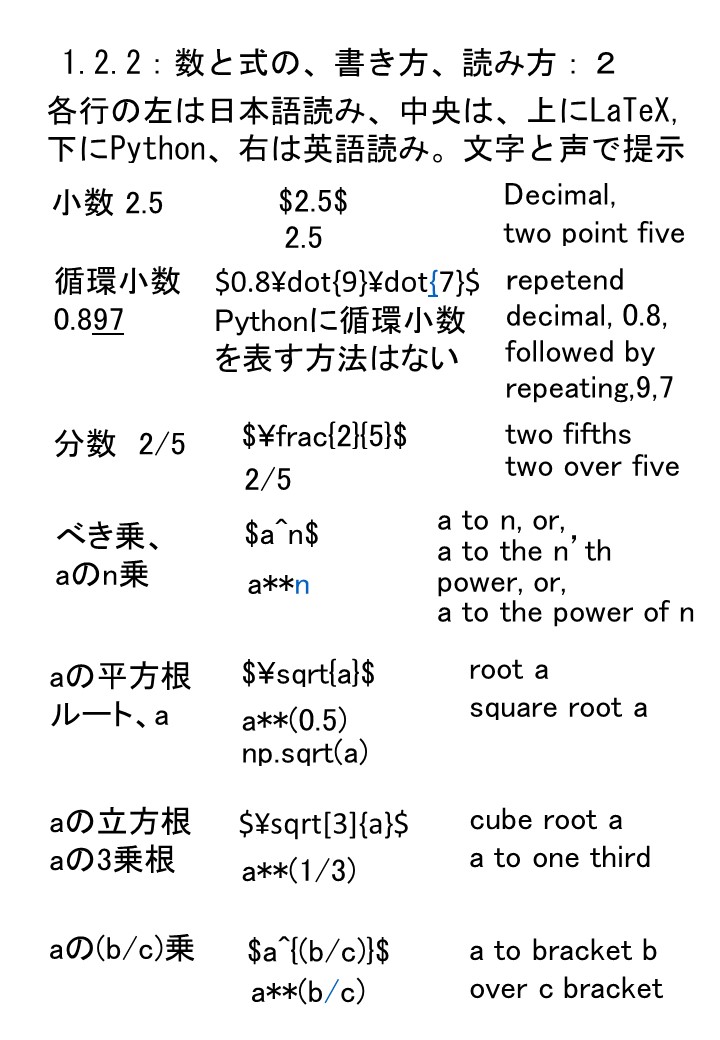 1.2.2：数と式の、書き方、読み方：２
各行の左は日本語読み、中央は、上にLaTeX,
下にPython、右は英語読み。文字と声で提示
小数 2.5
$2.5$
2.5
Decimal,
two point five
循環小数
0.897
$0.8¥dot{9}¥dot{7}$
Pythonに循環小数
を表す方法はない
repetend
decimal, 0.8,
followed by
repeating,9,7
分数 2/5
$¥frac{2}{5}$
2/5
two fifths
two over five
べき乗、
aのn乗
$a^n$
a**n
a to n, or,
a to the n’th
power, or,
a to the power of n
aの平方根
ルート、a
$¥sqrt{a}$
a**(0.5)
np.sqrt(a)
root a
square root a
aの立方根
aの3乗根
$¥sqrt[3]{a}$
a**(1/3)
cube root a
a to one third
aの(b/c)乗
$a^{(b/c)}$
a**(b/c)
a to bracket b
over c bracket